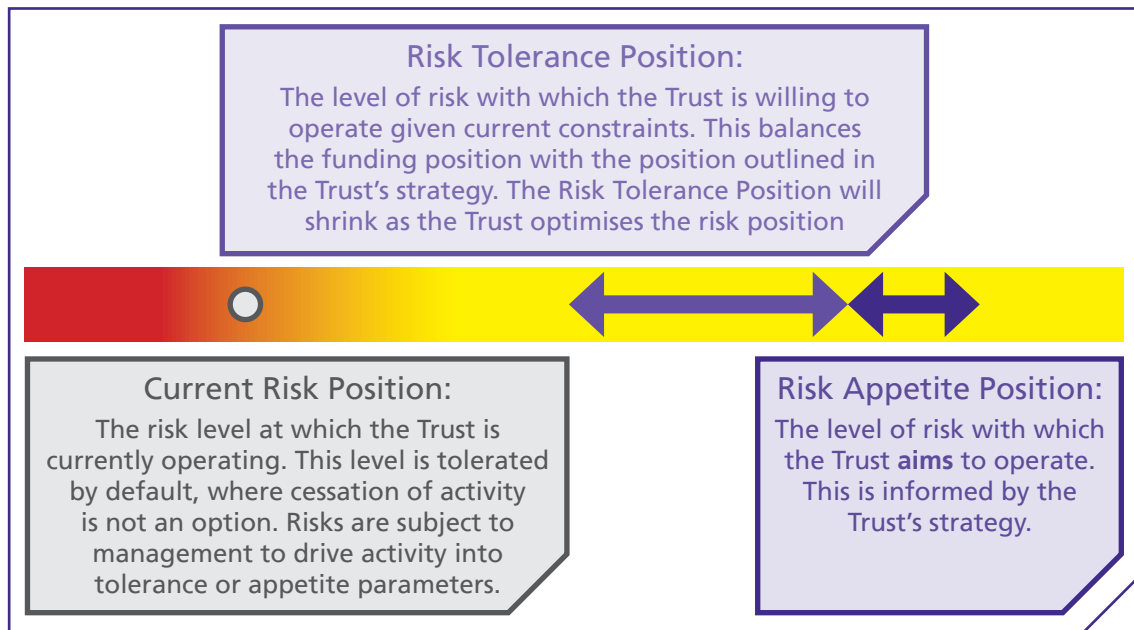 Risk Tolerance Position:
The level of risk with which the Trust is willing to
operate given current constraints. This balances
the funding position with the position outlined in
the Trust’s strategy. The Risk Tolerance Position will
shrink as the Trust optimises the risk position
Current Risk Position:
The risk level at which the Trust is
currently operating. This level is tolerated
by default, where cessation of activity
is not an option. Risks are subject to
management to drive activity into
tolerance or appetite parameters.
Risk Appetite Position:
The level of risk with which
the Trust aims to operate.
This is informed by the
Trust’s strategy.